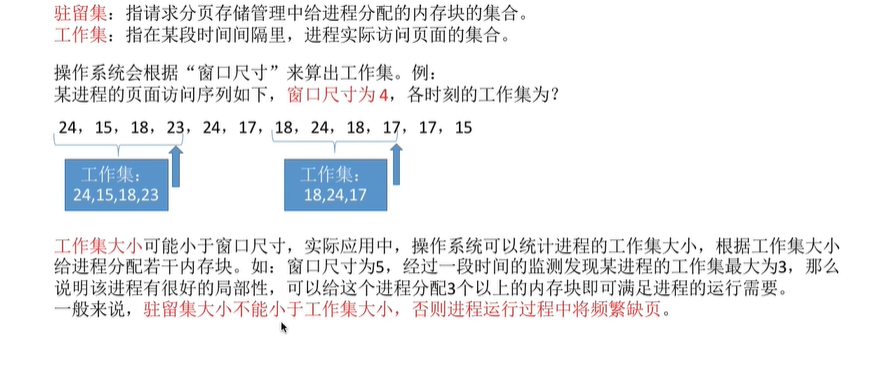 驻留集：指请求分页存储管理中给进程分配的内存块的集合。
工作集：指在某段时间间隔里，进程实际访问页面的集合。
操作系统会根据“窗口尺寸”来算出工作集。例：
某进程的页面访问序列如下，窗口尺寸为 4，各时刻的工作集为？
24，15，18，23，24，17，18，24，18，17，17，15
工作集：
24,15,18,23
工作集：
18,24,17
工作集大小可能小于窗口尺寸，实际应用中，操作系统可以统计进程的工作集大小，根据工作集大小
给进程分配若干内存块。如：窗口尺寸为5，经过一段时间的监测发现某进程的工作集最大为3，那么
说明该进程有很好的局部性，可以给这个进程分配3个以上的内存块即可满足进程的运行需要。
一般来说，驻留集大小不能小于工作集大小，否则进程运行过程中将频繁缺页。